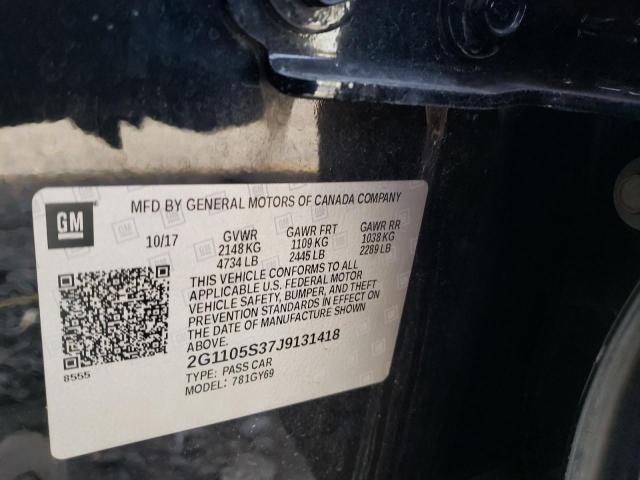 GM
MFD BY GENERAL MOTORS OF CANADA COMPANY
10/17 GVWR GAWR FRT GAWR RR
2148 KG 1109 KG 1038 KG
4734 LB 2445 LB 2289 LB
THIS VEHICLE CONFORMS TO ALL
APPLICABLE U.S. FEDERAL MOTOR
VEHICLE SAFETY, BUMPER, AND THEFT
PREVENTION STANDARDS IN EFFECT ON
THE DATE OF MANUFACTURE SHOWN
ABOVE.
2G1105S37J9131418
TYPE: PASS CAR
MODEL: 781GY69
8555